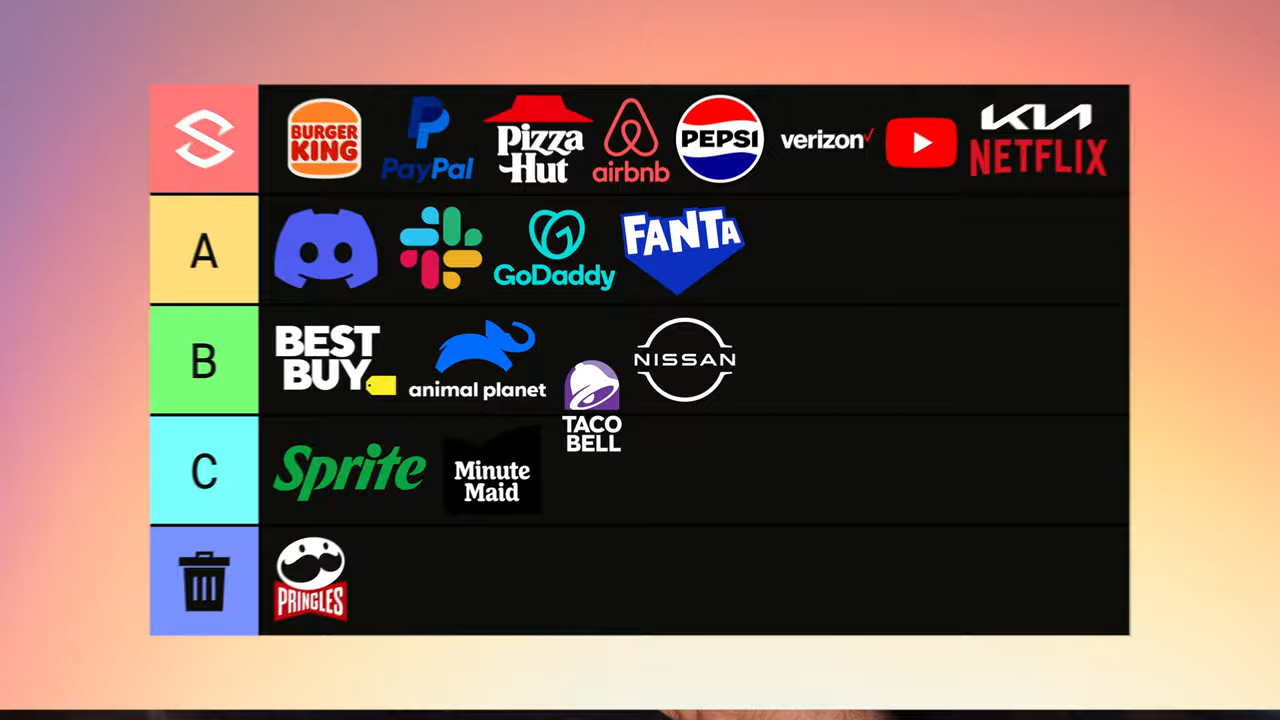 S
BURGER
KING
PayPal
Pizza
Hut
airbnb
PEPSI
verizon
KIA
NETFLIX
A
GoDaddy
FANTA
B
BEST
BUY
animal planet
TACO
BELL
NISSAN
C
Sprite
Minute
Maid
PRINGLES